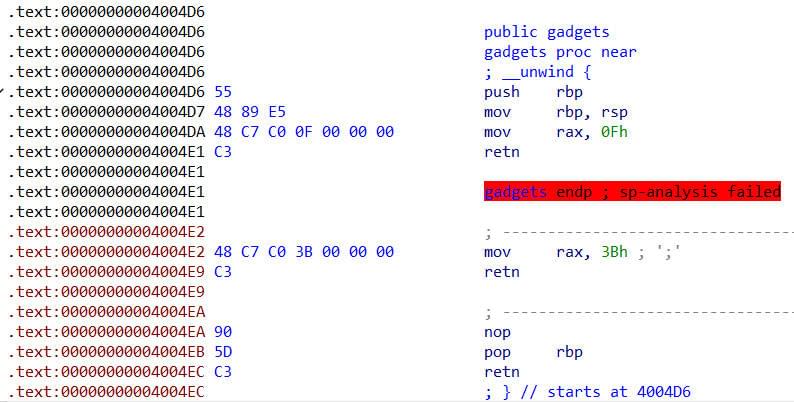 .text:00000000004004D6
.text:00000000004004D6 public gadgets
.text:00000000004004D6 gadgets proc near
.text:00000000004004D6 ; __unwind {
.text:00000000004004D6 55 push rbp
.text:00000000004004D7 48 89 E5 mov rbp, rsp
.text:00000000004004DA 48 C7 C0 0F 00 00 00 mov rax, 0Fh
.text:00000000004004E1 C3 retn
.text:00000000004004E1
.text:00000000004004E1 gadgets endp ; sp-analysis failed
.text:00000000004004E1
.text:00000000004004E2 ; ---------------------------------
.text:00000000004004E2 48 C7 C0 3B 00 00 00 mov rax, 3Bh ; ';'
.text:00000000004004E9 C3 retn
.text:00000000004004E9
.text:00000000004004EA ; ---------------------------------
.text:00000000004004EA 90 nop
.text:00000000004004EB 5D pop rbp
.text:00000000004004EC C3 retn
.text:00000000004004EC ; } // starts at 4004D6